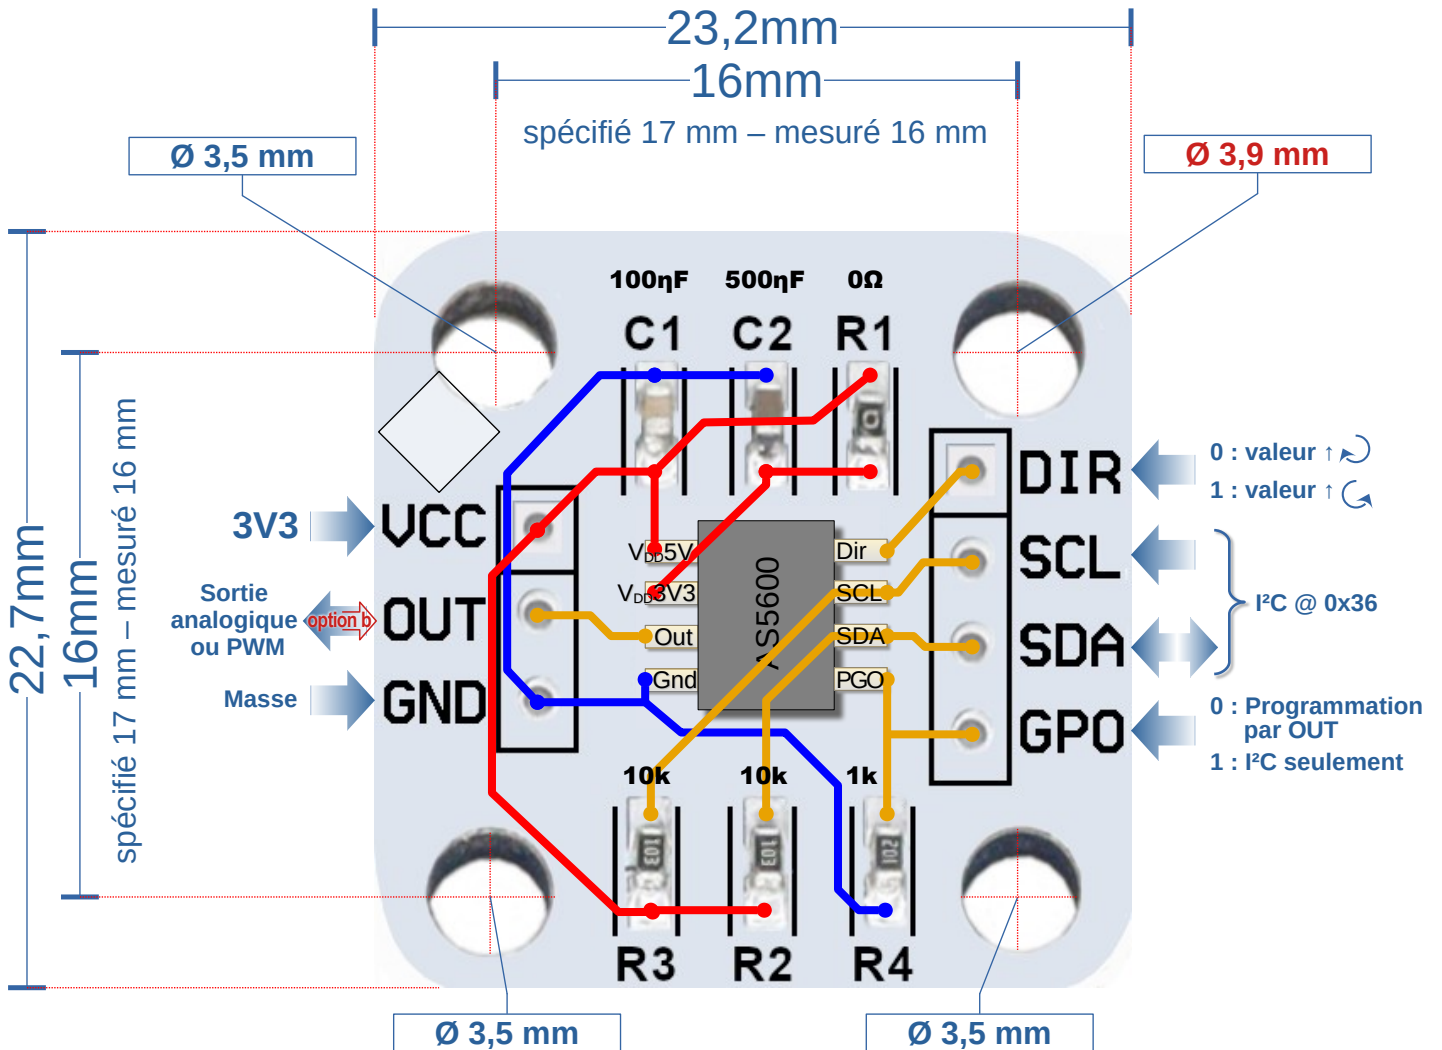 23,2mm
16mm
spécifié 17 mm – mesuré 16 mm
Ø 3,5 mm
Ø 3,9 mm
100ηF
500ηF
0Ω
C1
C2
R1
0
22,7mm
16mm
spécifié 17 mm – mesuré 16 mm
3V3
VCC
Sortie
analogique
ou PWM
option b
OUT
Masse
GND
VDD5V
VDD3V3
Out
Gnd
AS5600
Dir
SCL
SDA
PGO
DIR
SCL
SDA
GPO
0 : valeur ↑
1 : valeur ↑
I²C @ 0x36
0 : Programmation
par OUT
1 : I²C seulement
10k
10k
1k
103
103
102
R3
R2
R4
Ø 3,5 mm
Ø 3,5 mm